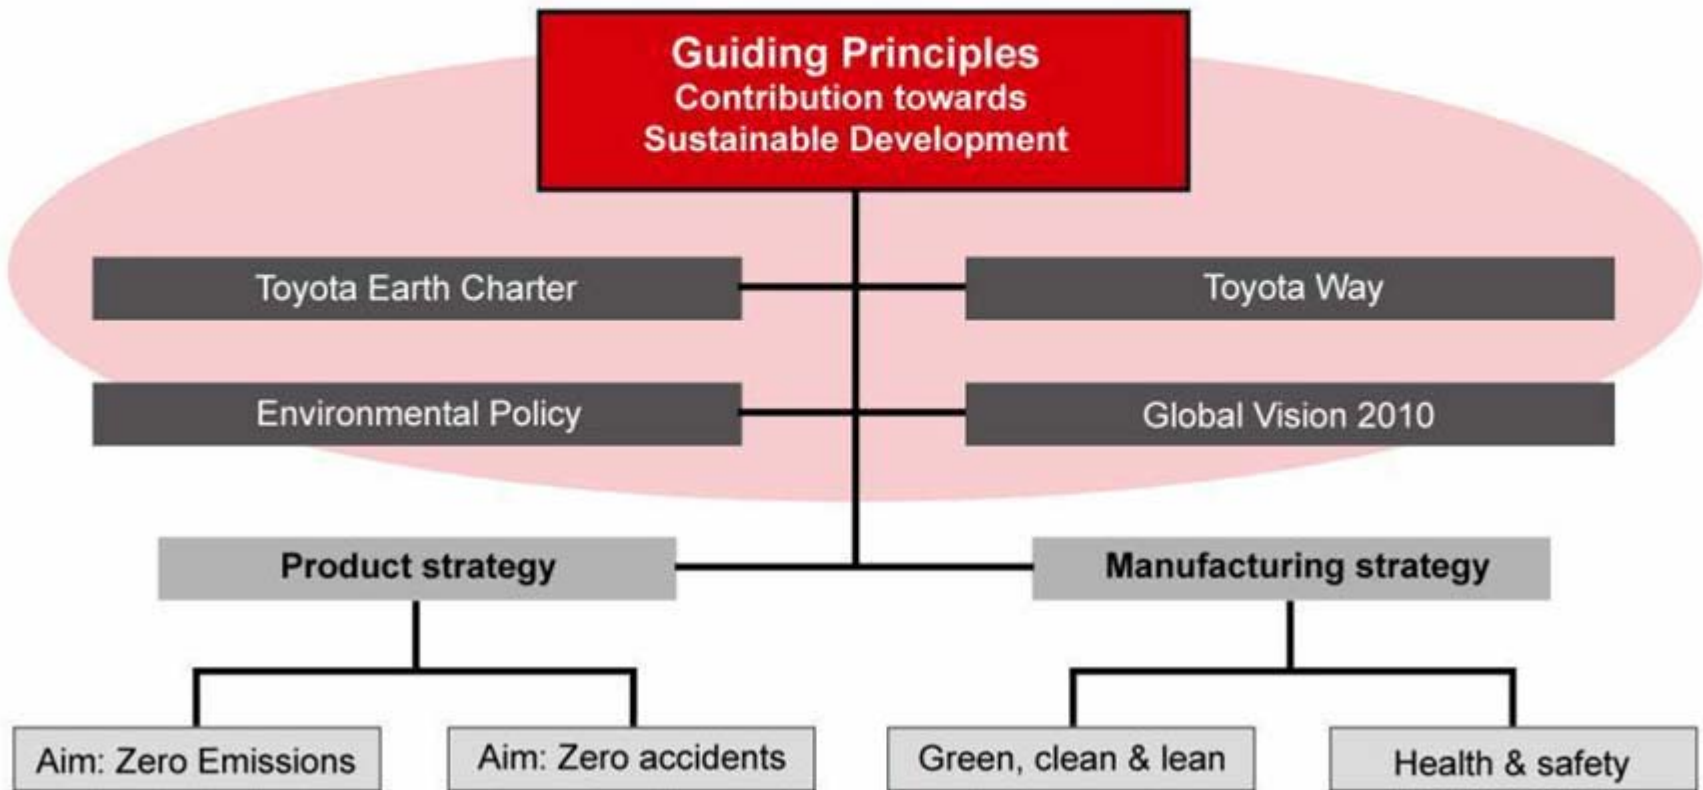 Guiding Principles
Contribution towards
Sustainable Development
Toyota Earth Charter
Toyota Way
Environmental Policy
Global Vision 2010
Product strategy
Manufacturing strategy
Aim: Zero Emissions
Aim: Zero accidents
Green, clean & lean
Health & safety